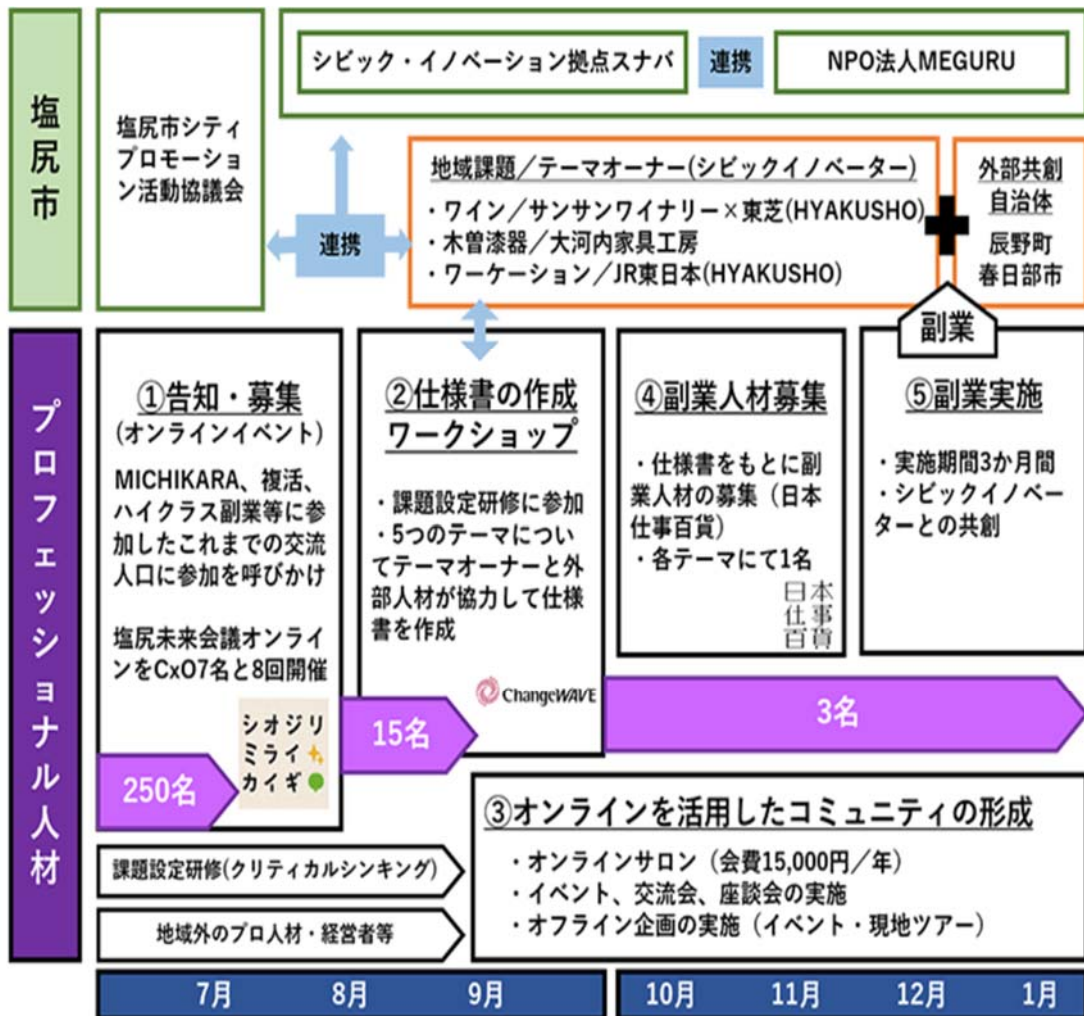 塩尻市
塩尻市シティ
プロモーショ
ン活動協議会
シビック・イノベーション拠点スナバ
連携
NPO法人MEGURU
連携
地域課題／テーマオーナー(シビックイノベーター)
・ワイン／サンサンワイナリー×東芝(HYAKUSHO)
・木曽漆器／大河内家具工房
・ワーケーション／JR東日本(HYAKUSHO)
外部共創
自治体
辰野町
春日部市
副業
プロフェッショナル人材
①告知・募集
(オンラインイベント)
MICHIKARA、複活、
ハイクラス副業等に参
加したこれまでの交流
人口に参加を呼びかけ
塩尻未来会議オンライ
ンをCxO7名と8回開催
シオジリ
ミライ
カイギ
250名
②仕様書の作成
ワークショップ
・課題設定研修に参加
・5つのテーマについ
てテーマオーナーと外
部人材が協力して仕様
書を作成
ChangeWAVE
15名
④副業人材募集
・仕様書をもとに副
業人材の募集（日本
仕事百貨）
・各テーマにて1名
日本
仕事
百貨
⑤副業実施
・実施期間3か月間
・シビックイノベー
ターとの共創
3名
課題設定研修(クリティカルシンキング)
地域外のプロ人材・経営者等
③オンラインを活用したコミュニティの形成
・オンラインサロン（会費15,000円／年）
・イベント、交流会、座談会の実施
・オフライン企画の実施（イベント・現地ツアー）
7月
8月
9月
10月
11月
12月
1月